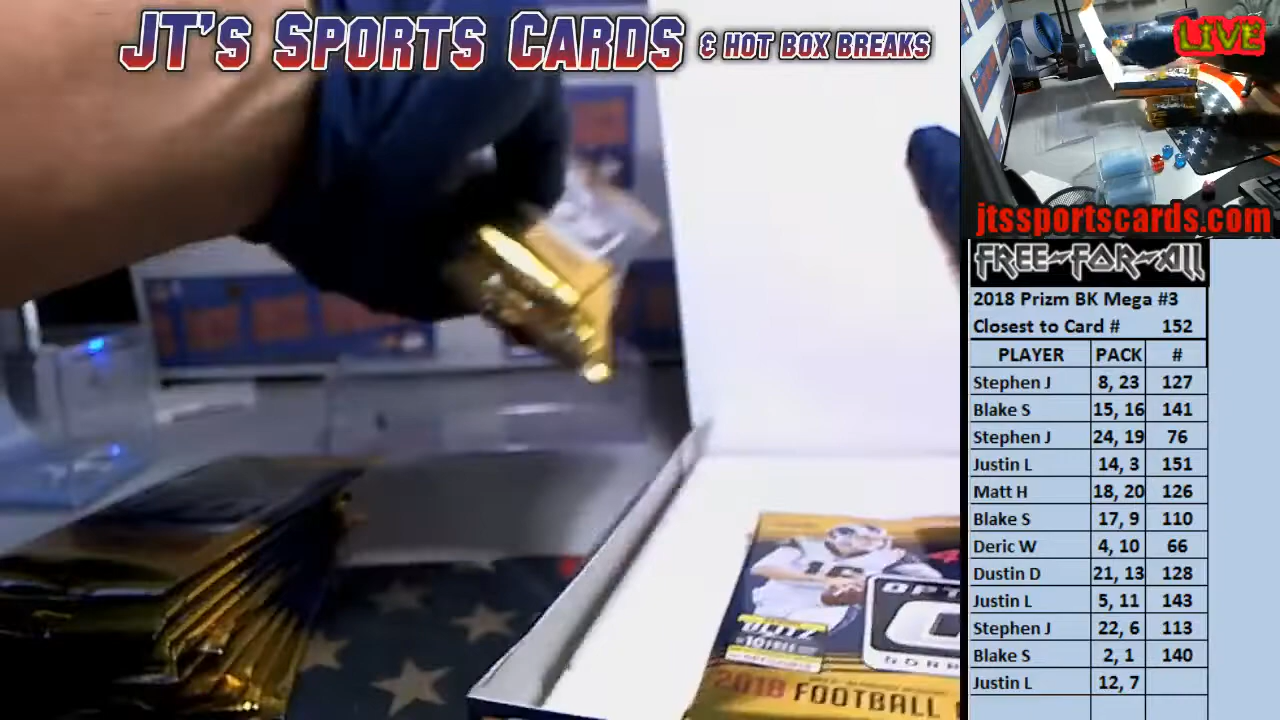 JT's Sports Cards & Hot Box Breaks
LIVE
jtssportscards.com
FREE-FOR-ALL
2018 Prizm BK Mega #3
Closest to Card # 152
PLAYER PACK #
Stephen J 8, 23 127
Blake S 15, 16 141
Stephen J 24, 19 76
Justin L 14, 3 151
Matt H 18, 20 126
Blake S 17, 9 110
Deric W 4, 10 66
Dustin D 21, 13 128
Justin L 5, 11 143
Stephen J 22, 6 113
Blake S 2, 1 140
Justin L 12, 7
BLITZ
2018 FOOTBALL